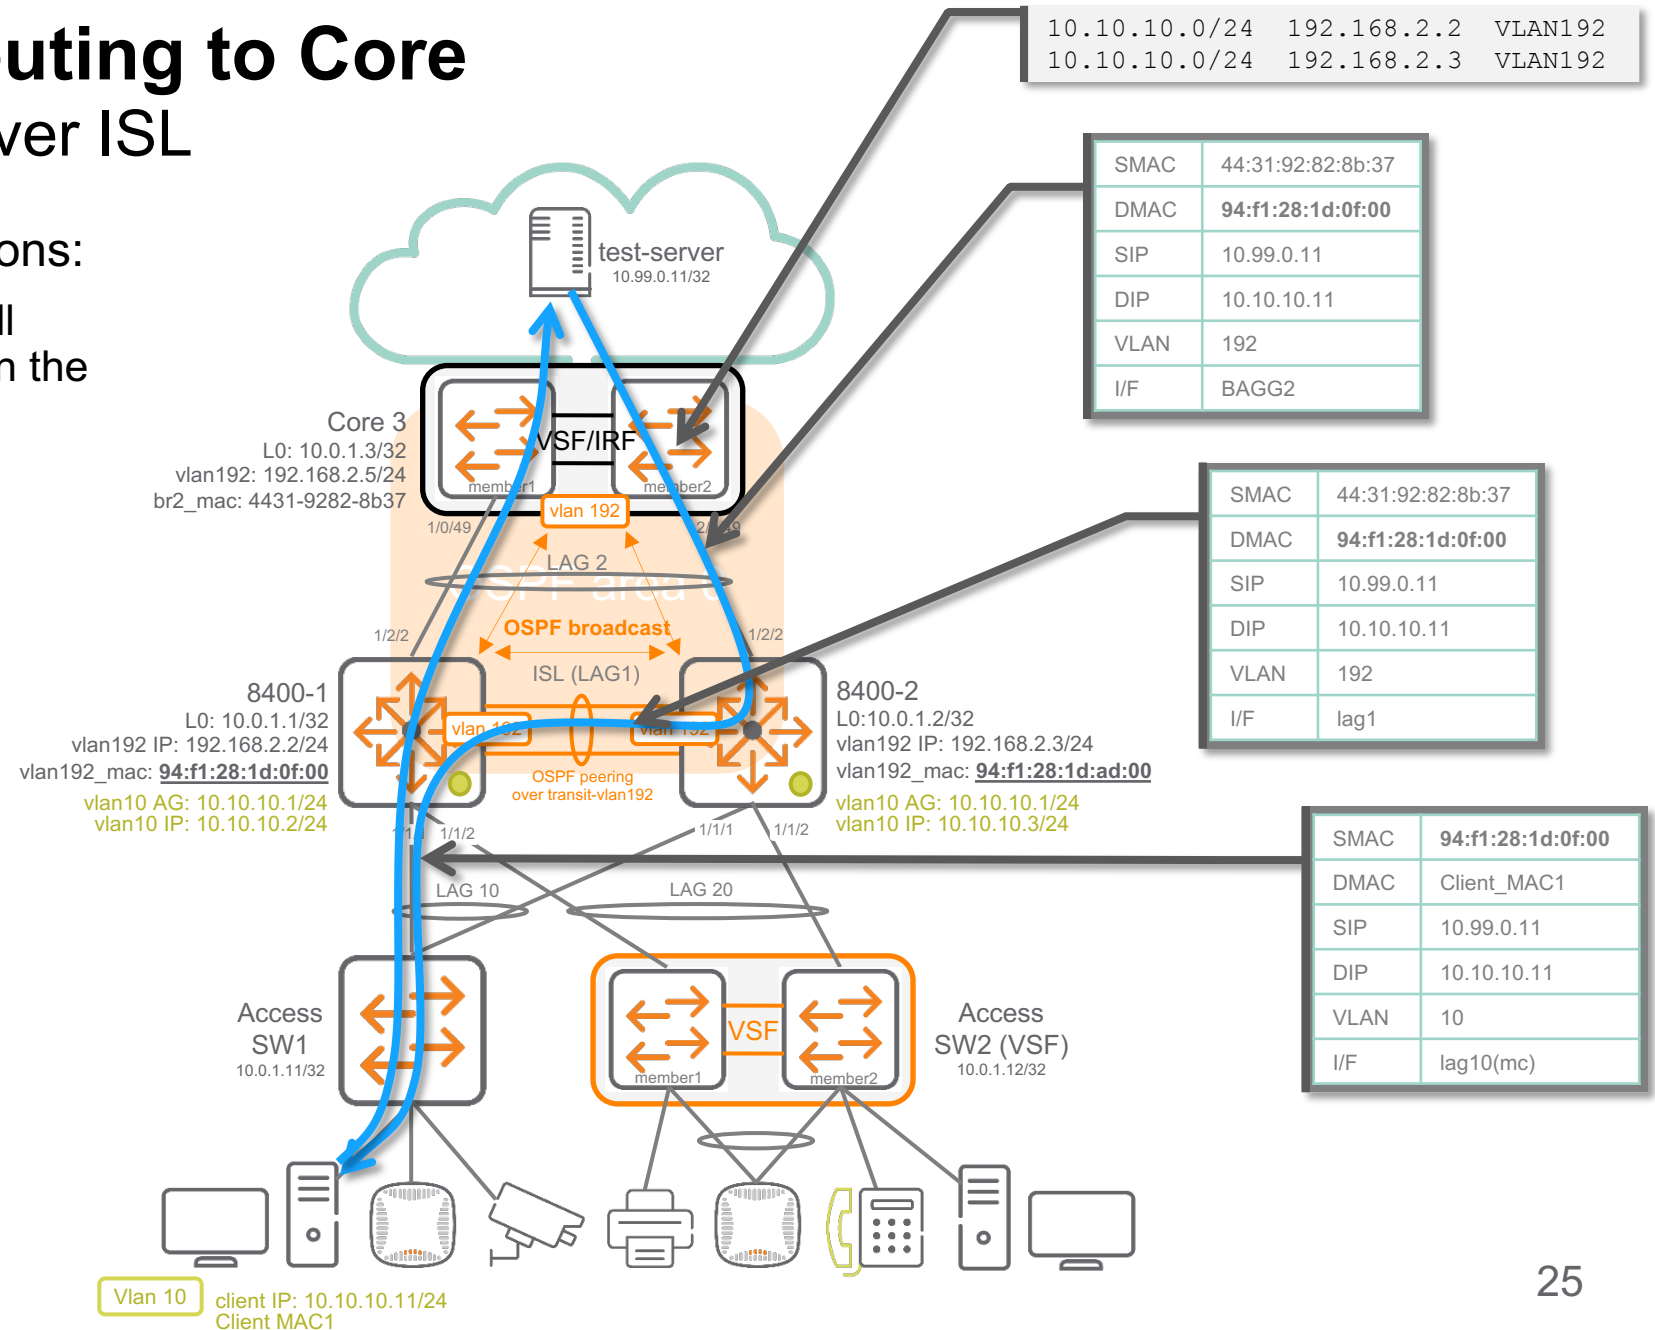 uting to Core
ver ISL
ons:
ll
n the
10.10.10.0/24 192.168.2.2 VLAN192
10.10.10.0/24 192.168.2.3 VLAN192
SMAC 44:31:92:82:8b:37
DMAC 94:f1:28:1d:0f:00
SIP 10.99.0.11
DIP 10.10.10.11
VLAN 192
I/F BAGG2
test-server
10.99.0.11/32
Core 3
L0: 10.0.1.3/32
vlan192: 192.168.2.5/24
br2_mac: 4431-9282-8b37
VSF/IRF
member1
member2
vlan 192
1/0/49
LAG 2
OSPF area
OSPF broadcast
1/2/2
1/2/2
ISL (LAG1)
SMAC 44:31:92:82:8b:37
DMAC 94:f1:28:1d:0f:00
SIP 10.99.0.11
DIP 10.10.10.11
VLAN 192
I/F lag1
8400-1
L0: 10.0.1.1/32
vlan192 IP: 192.168.2.2/24
vlan192_mac: 94:f1:28:1d:0f:00
vlan10 AG: 10.10.10.1/24
vlan10 IP: 10.10.10.2/24
vlan 192
vlan 192
OSPF peering
over transit-vlan192
8400-2
L0:10.0.1.2/32
vlan192 IP: 192.168.2.3/24
vlan192_mac: 94:f1:28:1d:ad:00
vlan10 AG: 10.10.10.1/24
vlan10 IP: 10.10.10.3/24
1/1/1
1/1/2
1/1/1
1/1/2
LAG 10
LAG 20
SMAC 94:f1:28:1d:0f:00
DMAC Client_MAC1
SIP 10.99.0.11
DIP 10.10.10.11
VLAN 10
I/F lag10(mc)
Access
SW1
10.0.1.11/32
VSF
member1
member2
Access
SW2 (VSF)
10.0.1.12/32
Vlan 10
client IP: 10.10.10.11/24
Client MAC1
25